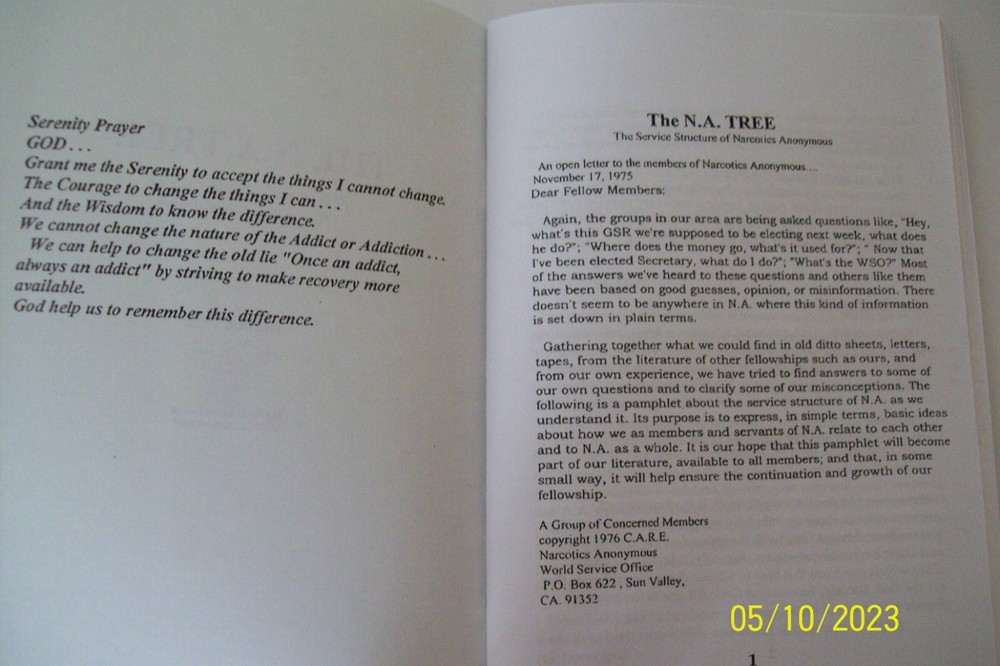 Serenity Prayer
GOD...
Grant me the Serenity to accept the things I cannot change.
The Courage to change the things I can...
And the Wisdom to know the difference.
We cannot change the nature of the Addict or Addiction...
We can help to change the old lie "Once an addict,
always an addict" by striving to make recovery more
available.
God help us to remember this difference.
The N.A. TREE
The Service Structure of Narcotics Anonymous
An open letter to the members of Narcotics Anonymous....
November 17, 1975
Dear Fellow Members:
Again, the groups in our area are being asked questions like, "Hey,
what's this GSR we're supposed to be electing next week, what does
he do?"; "Where does the money go, what's it used for?"; " Now that
I've been elected Secretary, what do I do?"; "What's the WSO?" Most
of the answers we've heard to these questions and others like them
have been based on good guesses, opinion, or misinformation. There
doesn't seem to be anywhere in N.A. where this kind of information
is set down in plain terms.
Gathering together what we could find in old ditto sheets, letters,
tapes, from the literature of other fellowships such as ours, and
from our own experience, we have tried to find answers to some of
our own questions and to clarify some of our misconceptions. The
following is a pamphlet about the service structure of N.A. as we
understand it. Its purpose is to express, in simple terms, basic ideas
about how we as members and servants of N.A. relate to each other
and to N.A. as a whole. It is our hope that this pamphlet will become
part of our literature, available to all members; and that, in some
small way, it will help ensure the continuation and growth of our
fellowship.
A Group of Concerned Members
copyright 1976 C.A.R.E.
Narcotics Anonymous
World Service Office
P.O. Box 622 , Sun Valley,
CA. 91352
05/10/2023
1